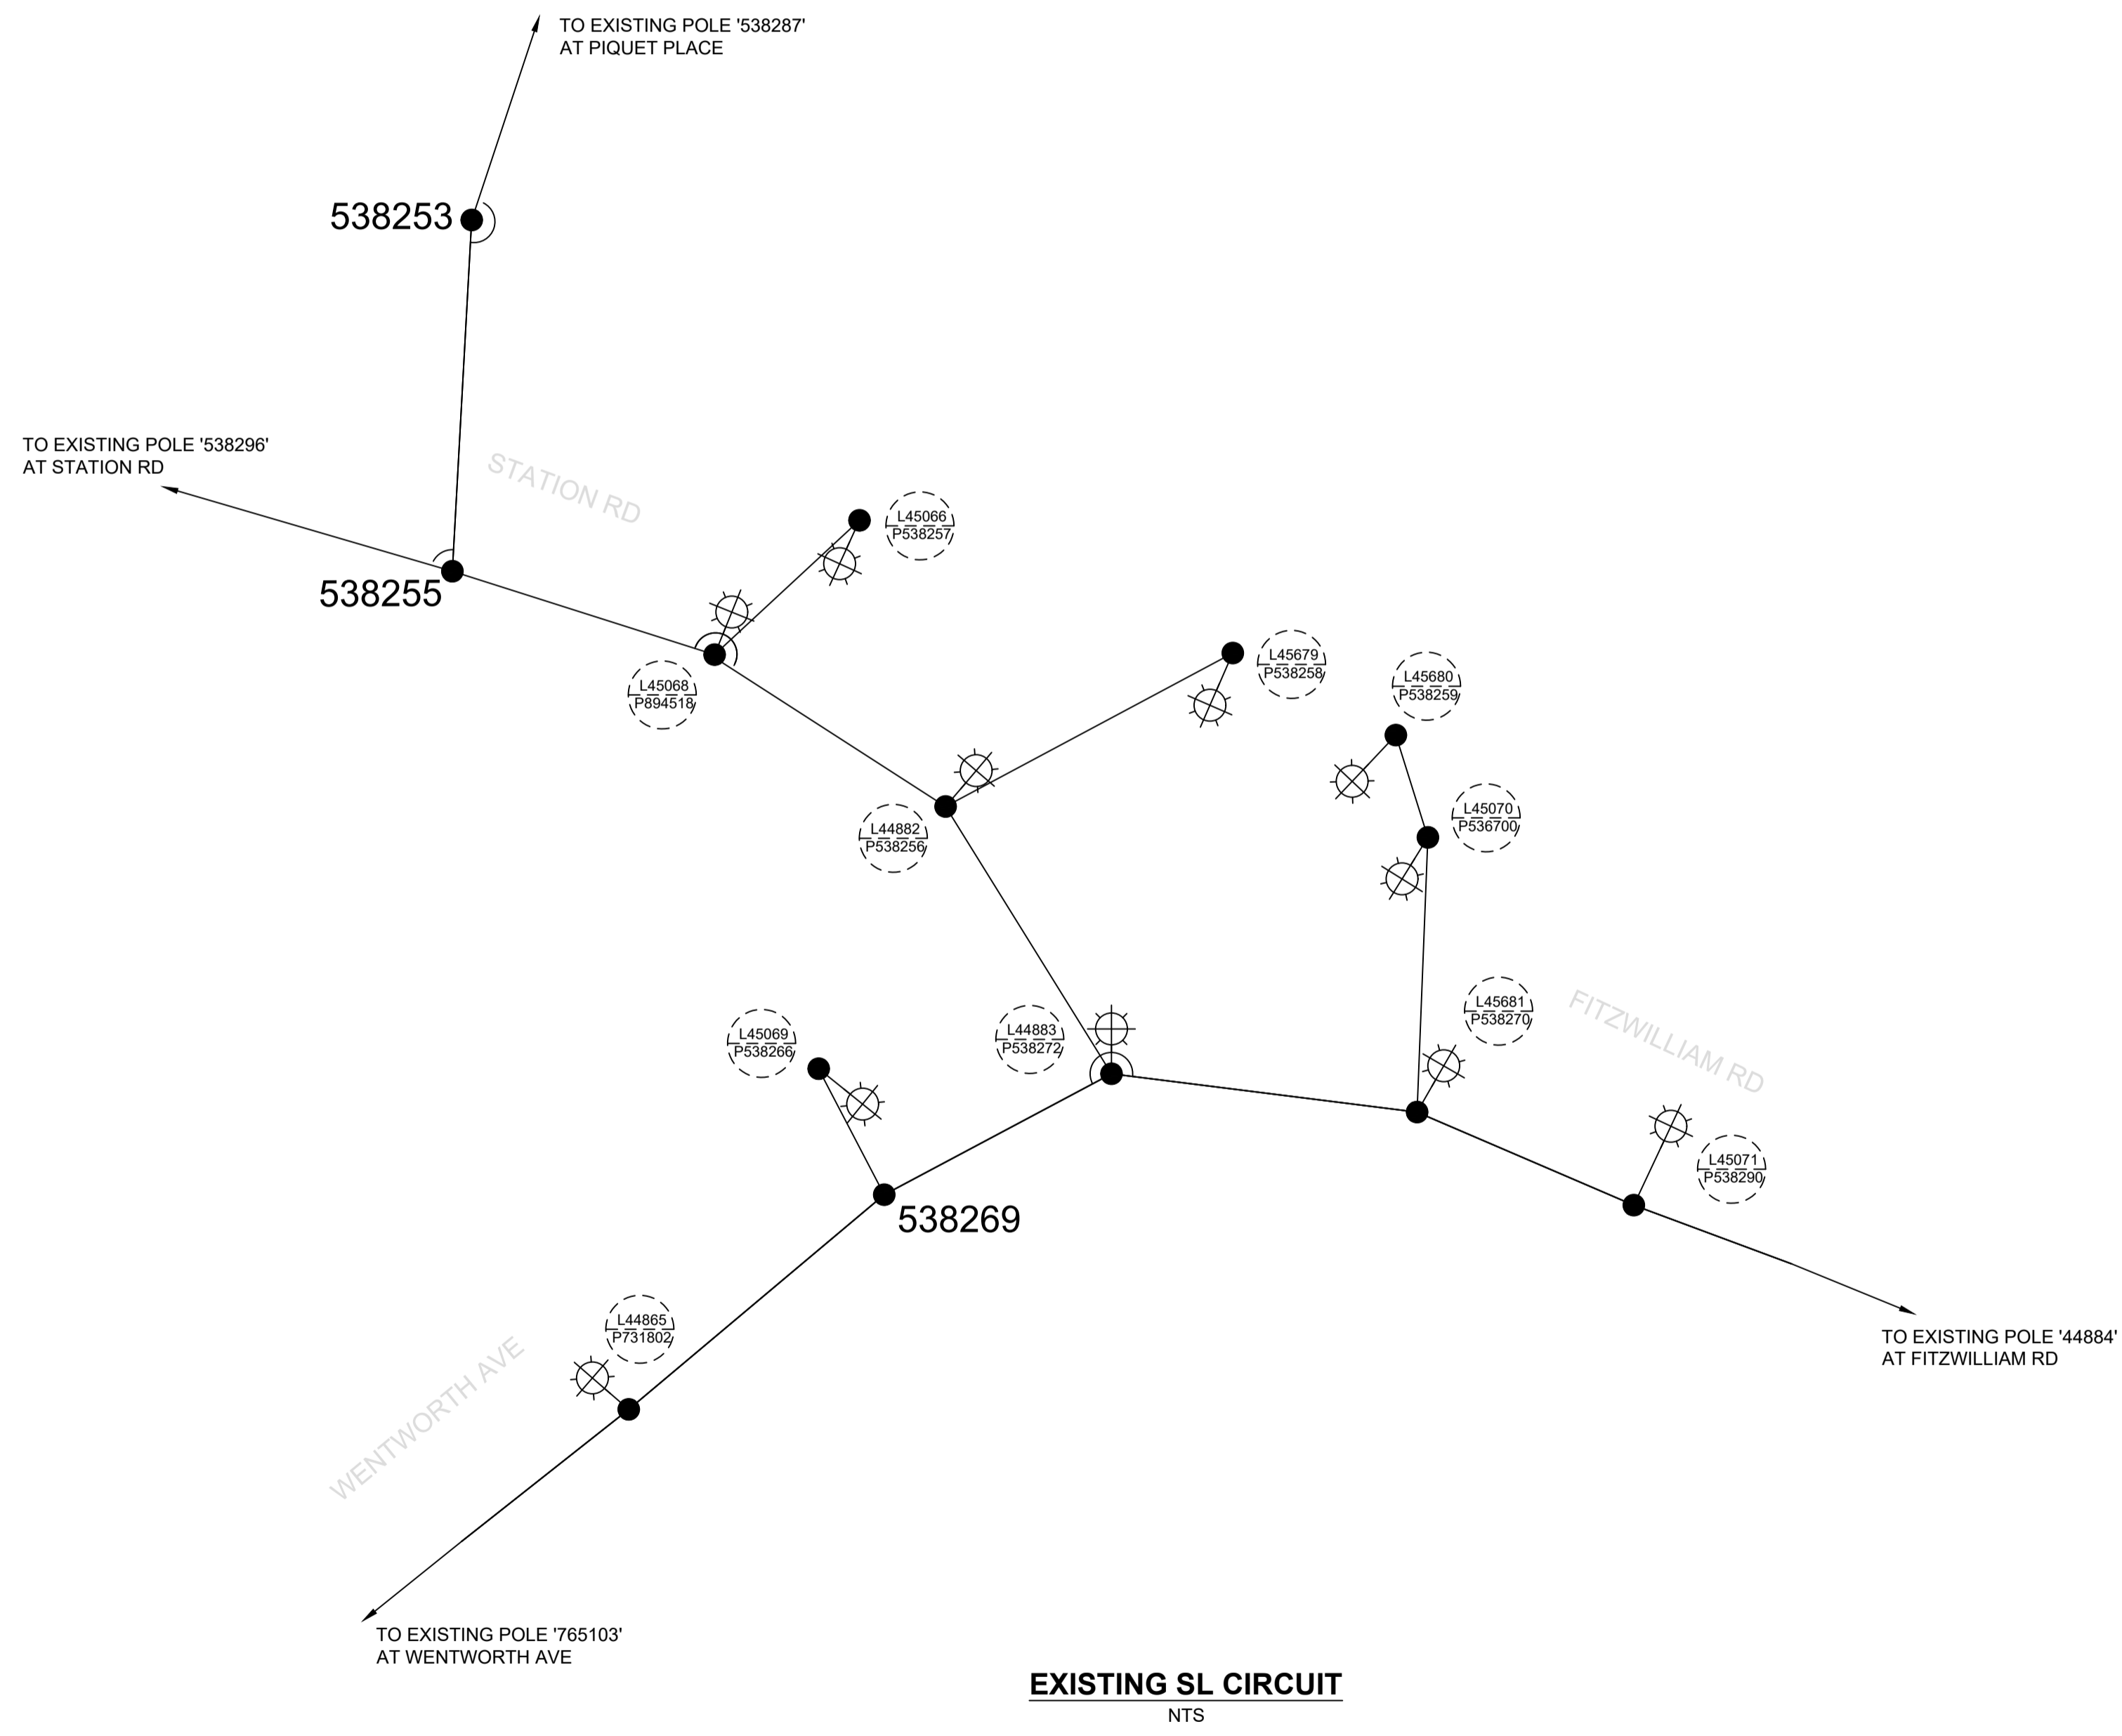 TO EXISTING POLE '538287'
AT PIQUET PLACE
538253
TO EXISTING POLE '538296'
AT STATION RD
STATION RD
L45066
P538257
538255
L45068
P894518
L45679
P538258
L45680
P538259
L44882
P538256
L45070
P536700
L45681
P538270
FITZWILLIAM RD
L45069
P538266
L44883
P538272
L45071
P538290
538269
L44865
P731802
TO EXISTING POLE '44884'
AT FITZWILLIAM RD
WENTWORTH AVE
TO EXISTING POLE '765103'
AT WENTWORTH AVE
EXISTING SL CIRCUIT
NTS